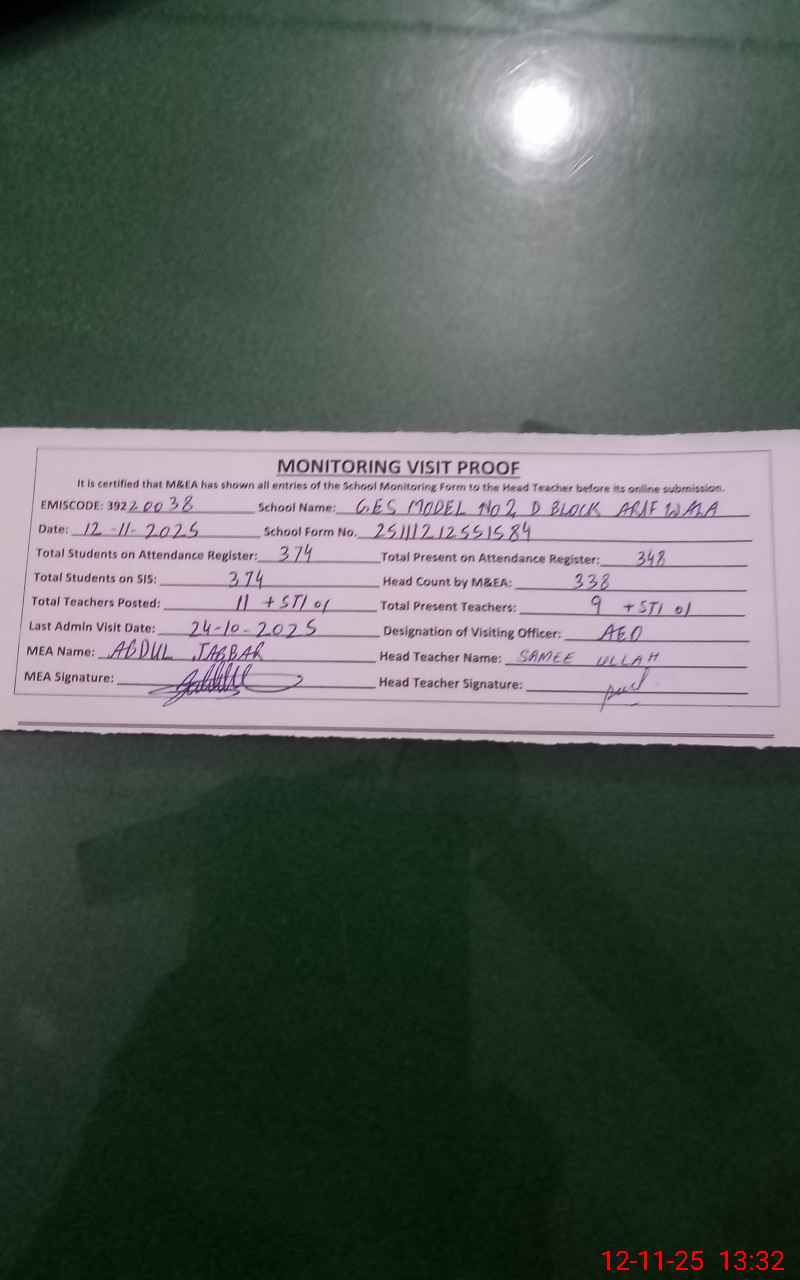 MONITORING VISIT PROOF
It is certified that M&EA has shown all entries of the School Monitoring Form to the Head Teacher before its online submission.
EMISCODE: 39220038 School Name: G.E.S MODEL NO 2 D BLOCK ARIF WALA
Date: 12-11-2025 School Form No. 25111212551584
Total Students on Attendance Register: 374 Total Present on Attendance Register: 348
Total Students on SIS: 374 Head Count by M&EA: 338
Total Teachers Posted: 11 + STI 01 Total Present Teachers: 9 + STI 01
Last Admin Visit Date: 24-10-2025 Designation of Visiting Officer: AEO
MEA Name: ABDUL JABBAR Head Teacher Name: SAMEE ULLAH
MEA Signature: Head Teacher Signature:
12-11-25 13:32